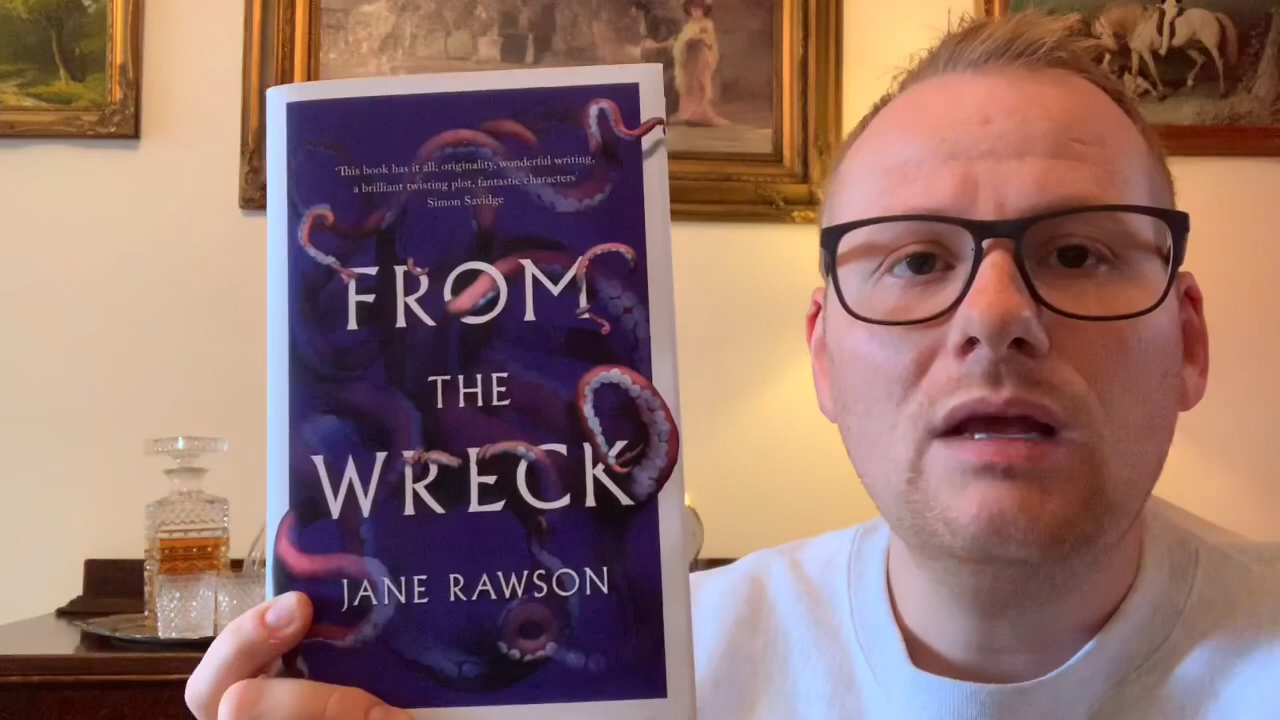 ‘This book has it all; originality, wonderful writing,
a brilliant twisting plot, fantastic characters’
Simon Savidge
FROM
THE
WRECK
JANE RAWSON